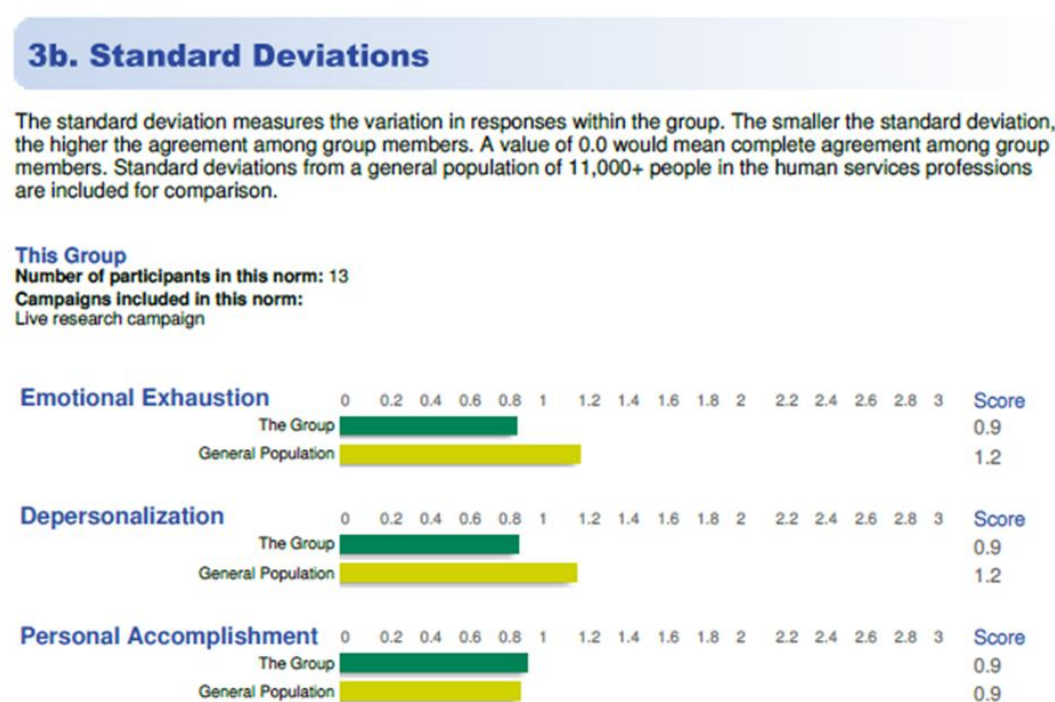 3b. Standard Deviations
The standard deviation measures the variation in responses within the group. The smaller the standard deviation,
the higher the agreement among group members. A value of 0.0 would mean complete agreement among group
members. Standard deviations from a general population of 11,000+ people in the human services professions
are included for comparison.
This Group
Number of participants in this norm: 13
Campaigns included in this norm:
Live research campaign
Emotional Exhaustion 0 0.2 0.4 0.6 0.8 1 1.2 1.4 1.6 1.8 2 2.2 2.4 2.6 2.8 3 Score
The Group 0.9
General Population 1.2
Depersonalization 0 0.2 0.4 0.6 0.8 1 1.2 1.4 1.6 1.8 2 2.2 2.4 2.6 2.8 3 Score
The Group 0.9
General Population 1.2
Personal Accomplishment 0 0.2 0.4 0.6 0.8 1 1.2 1.4 1.6 1.8 2 2.2 2.4 2.6 2.8 3 Score
The Group 0.9
General Population 0.9